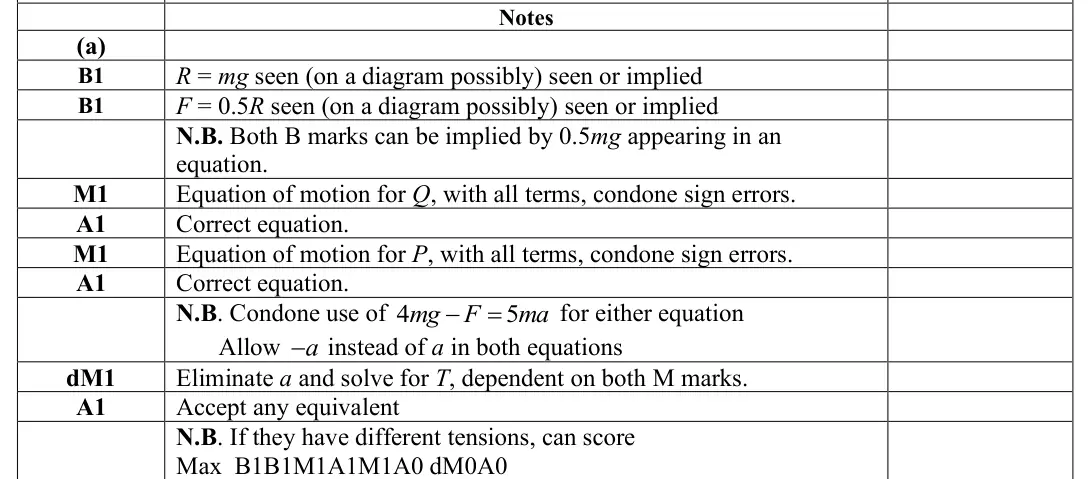 Notes
(a)
B1 R = mg seen (on a diagram possibly) seen or implied
B1 F = 0.5R seen (on a diagram possibly) seen or implied
N.B. Both B marks can be implied by 0.5mg appearing in an
equation.
M1 Equation of motion for Q, with all terms, condone sign errors.
A1 Correct equation.
M1 Equation of motion for P, with all terms, condone sign errors.
A1 Correct equation.
N.B. Condone use of 4mg − F = 5ma for either equation
Allow −a instead of a in both equations
dM1 Eliminate a and solve for T, dependent on both M marks.
A1 Accept any equivalent
N.B. If they have different tensions, can score
Max B1B1M1A1M1A0 dM0A0